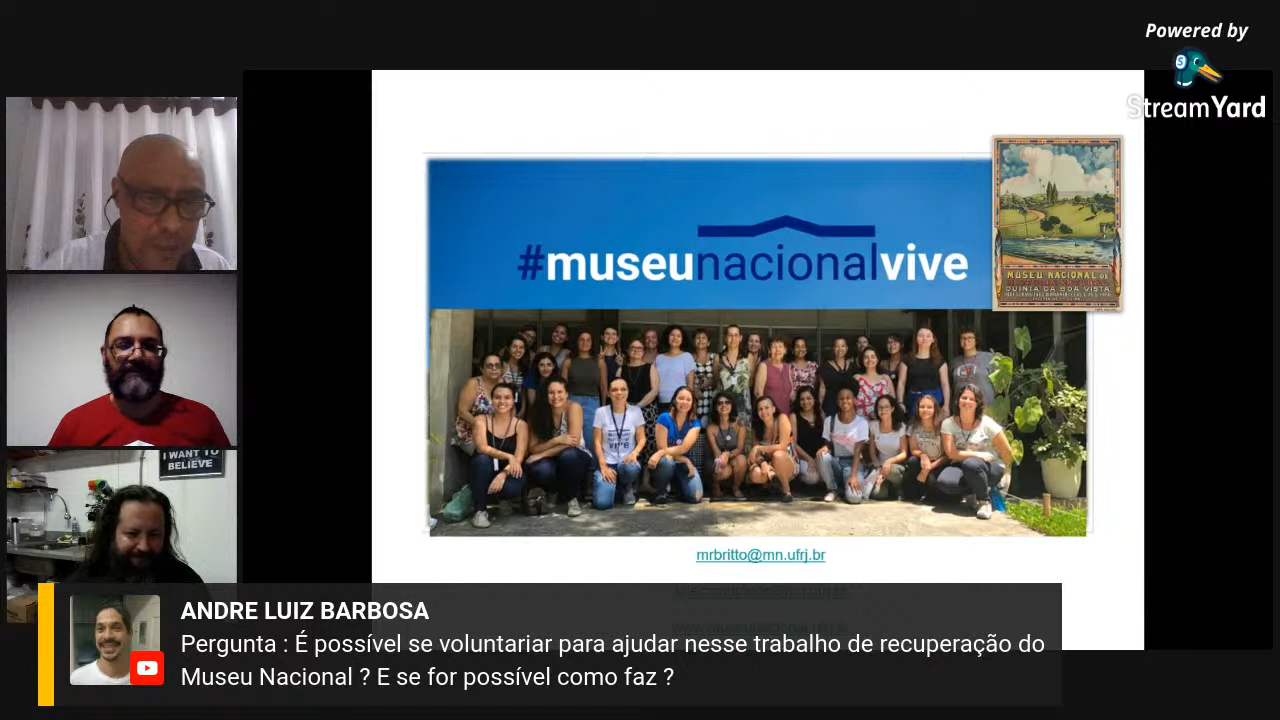 Powered by
StreamYard
I WANT TO
BELIEVE
#museunacionalvive
MUSEU NACIONAL DE
QUINTA DA BOA VISTA
mrbritto@mn.ufrj.br
ANDRE LUIZ BARBOSA
Pergunta : É possível se voluntariar para ajudar nesse trabalho de recuperação do
Museu Nacional ? E se for possível como faz ?